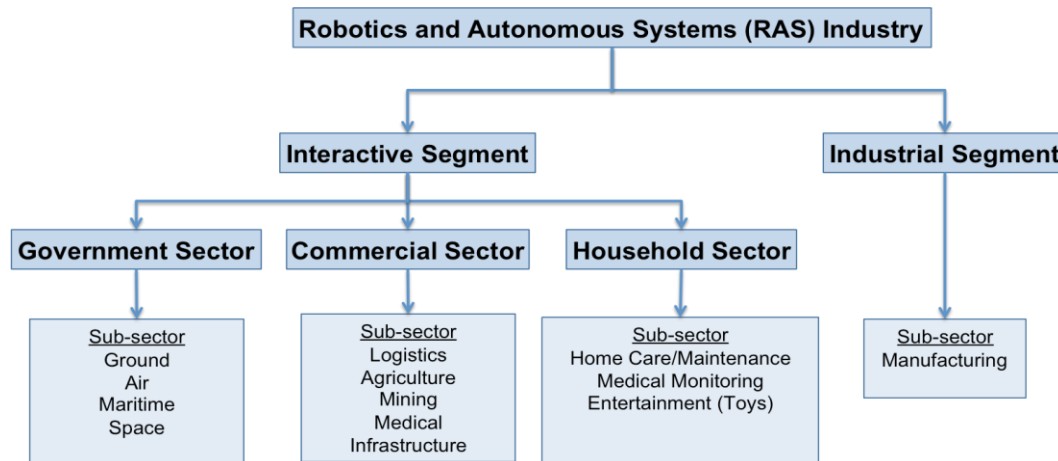 Robotics and Autonomous Systems (RAS) Industry
Interactive Segment
Industrial Segment
Government Sector
Commercial Sector
Household Sector
Sub-sector
Ground
Air
Maritime
Space
Sub-sector
Logistics
Agriculture
Mining
Medical
Infrastructure
Sub-sector
Home Care/Maintenance
Medical Monitoring
Entertainment (Toys)
Sub-sector
Manufacturing